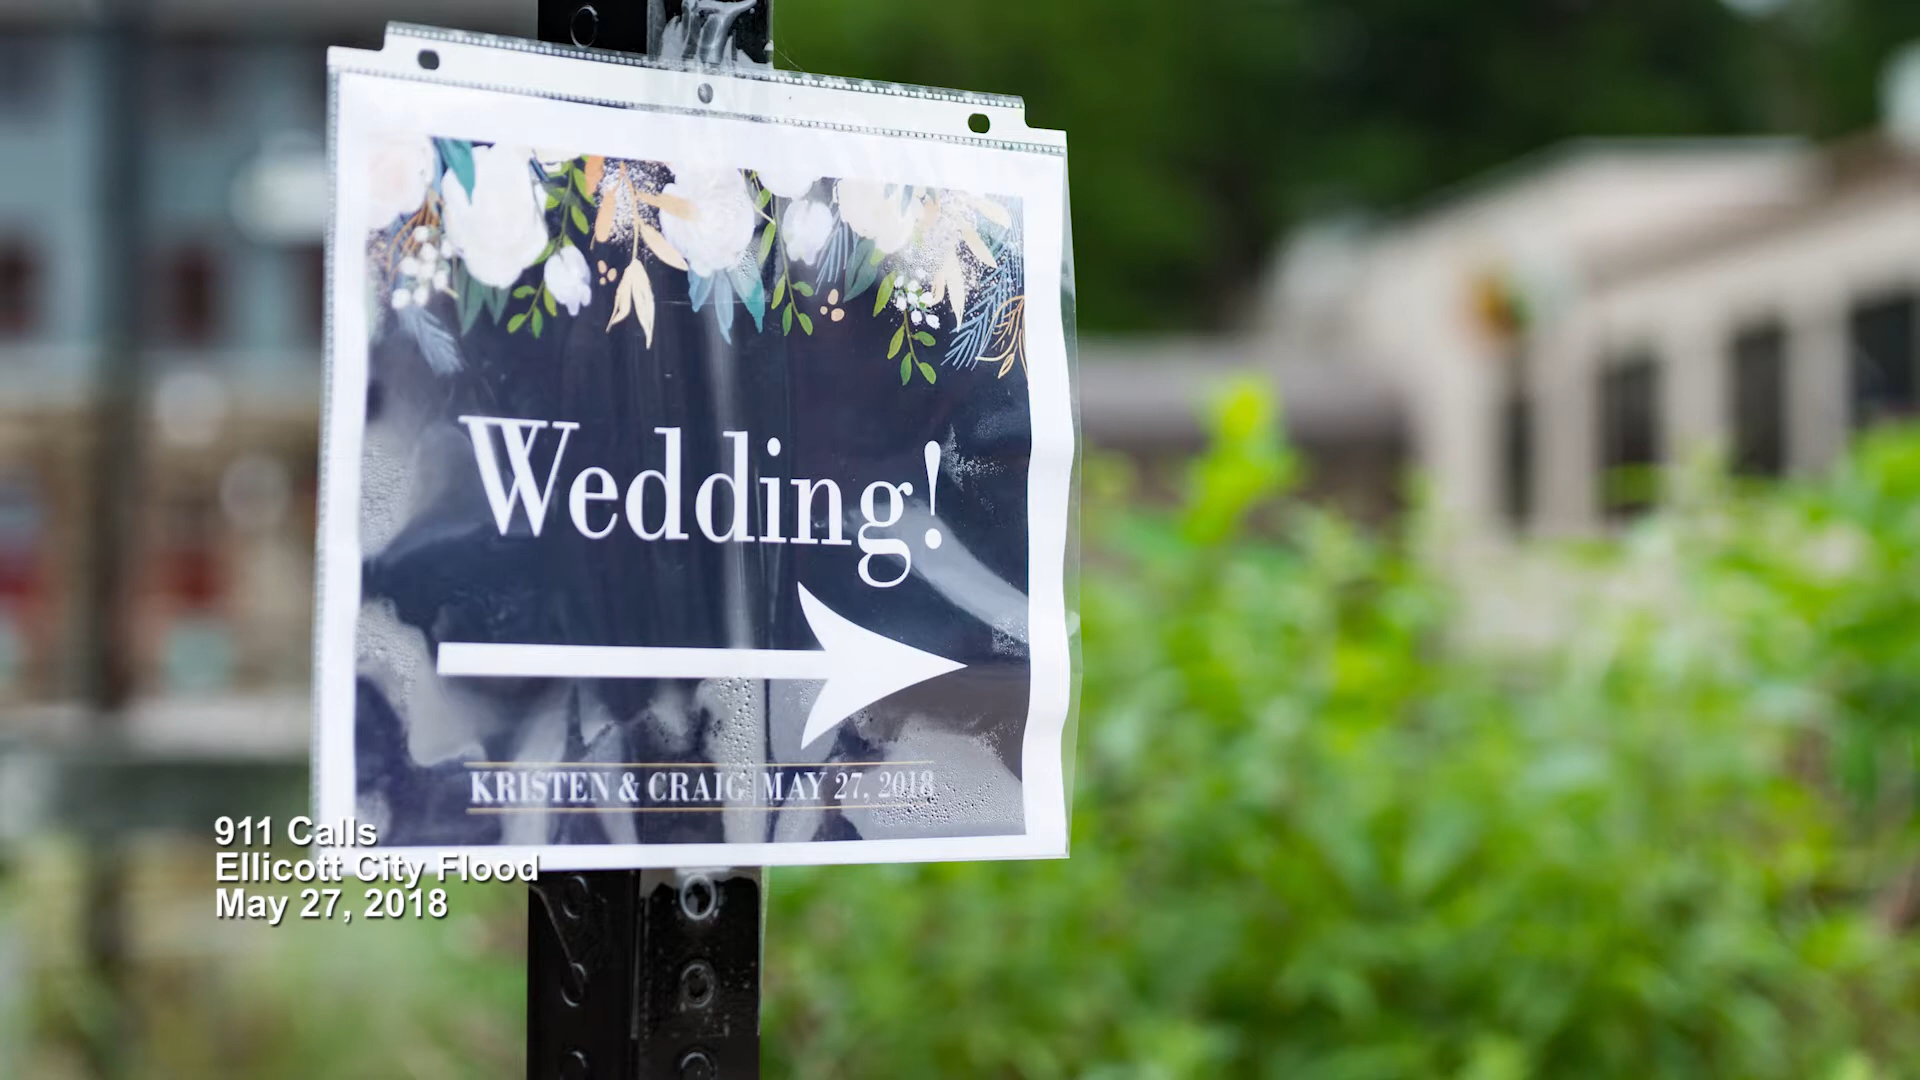 Wedding!
KRISTEN & CRAIG | MAY 27, 2018
911 Calls
Ellicott City Flood
May 27, 2018